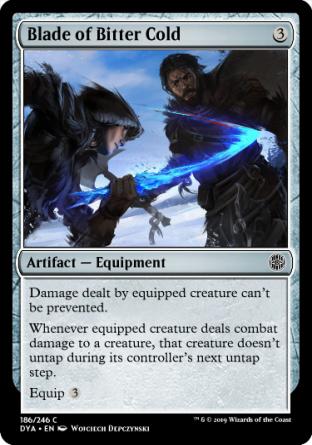 Blade of Bitter Cold 3
Artifact — Equipment
Damage dealt by equipped creature can't
be prevented.
Whenever equipped creature deals combat
damage to a creature, that creature doesn't
untap during its controller's next untap
step.
Equip 3
186/246 C
DYA • EN Wojciech Depczynski
™ & © 2019 Wizards of the Coast